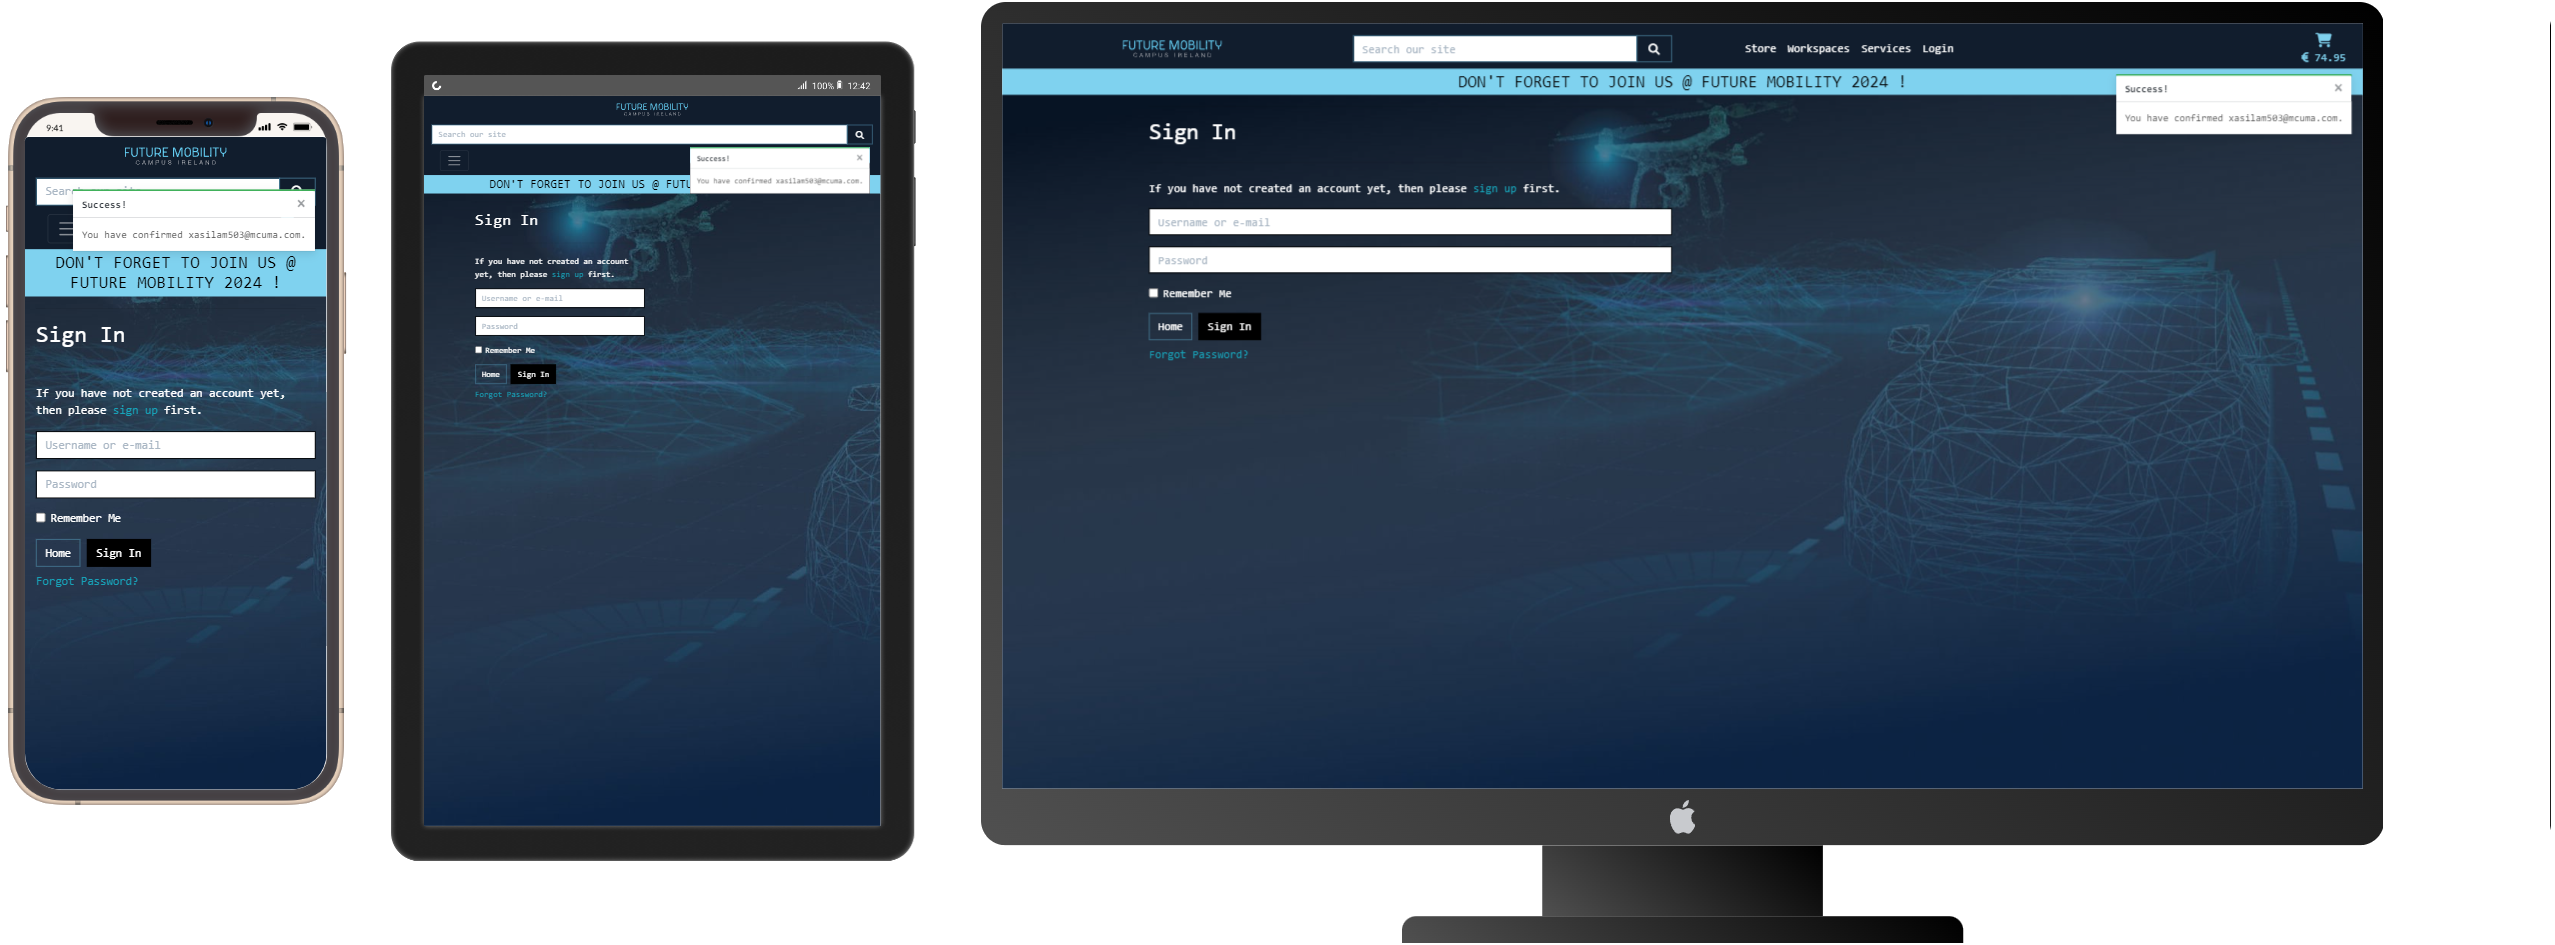 9:41
FUTURE MOBILITY
CAMPUS IRELAND
Success!
×
You have confirmed xasilam503@mcuma.com.
DON'T FORGET TO JOIN US @
FUTURE MOBILITY 2024 !
Sign In
If you have not created an account yet,
then please sign up first.
Username or e-mail
Password
Remember Me
Home
Sign In
Forgot Password?
100% 12:42
FUTURE MOBILITY
CAMPUS IRELAND
Search our site
Success!
×
You have confirmed xasilam503@mcuma.com.
DON'T FORGET TO JOIN US @
Sign In
If you have not created an account
yet, then please sign up first.
Username or e-mail
Password
Remember Me
Home
Sign In
Forgot Password?
FUTURE MOBILITY
CAMPUS IRELAND
Search our site
Store Workspaces Services Login
€ 74.95
DON'T FORGET TO JOIN US @ FUTURE MOBILITY 2024 !
Success!
×
You have confirmed xasilam503@mcuma.com.
Sign In
If you have not created an account yet, then please sign up first.
Username or e-mail
Password
Remember Me
Home
Sign In
Forgot Password?